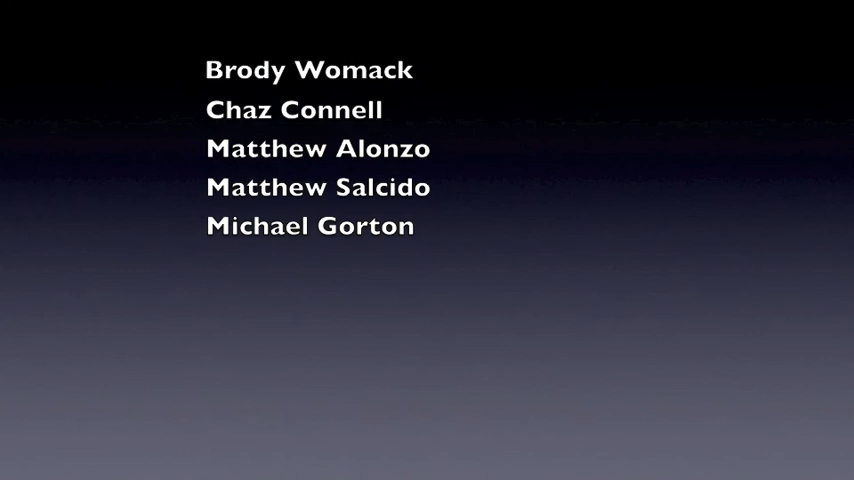 Brody Womack
Chaz Connell
Matthew Alonzo
Matthew Salcido
Michael Gorton